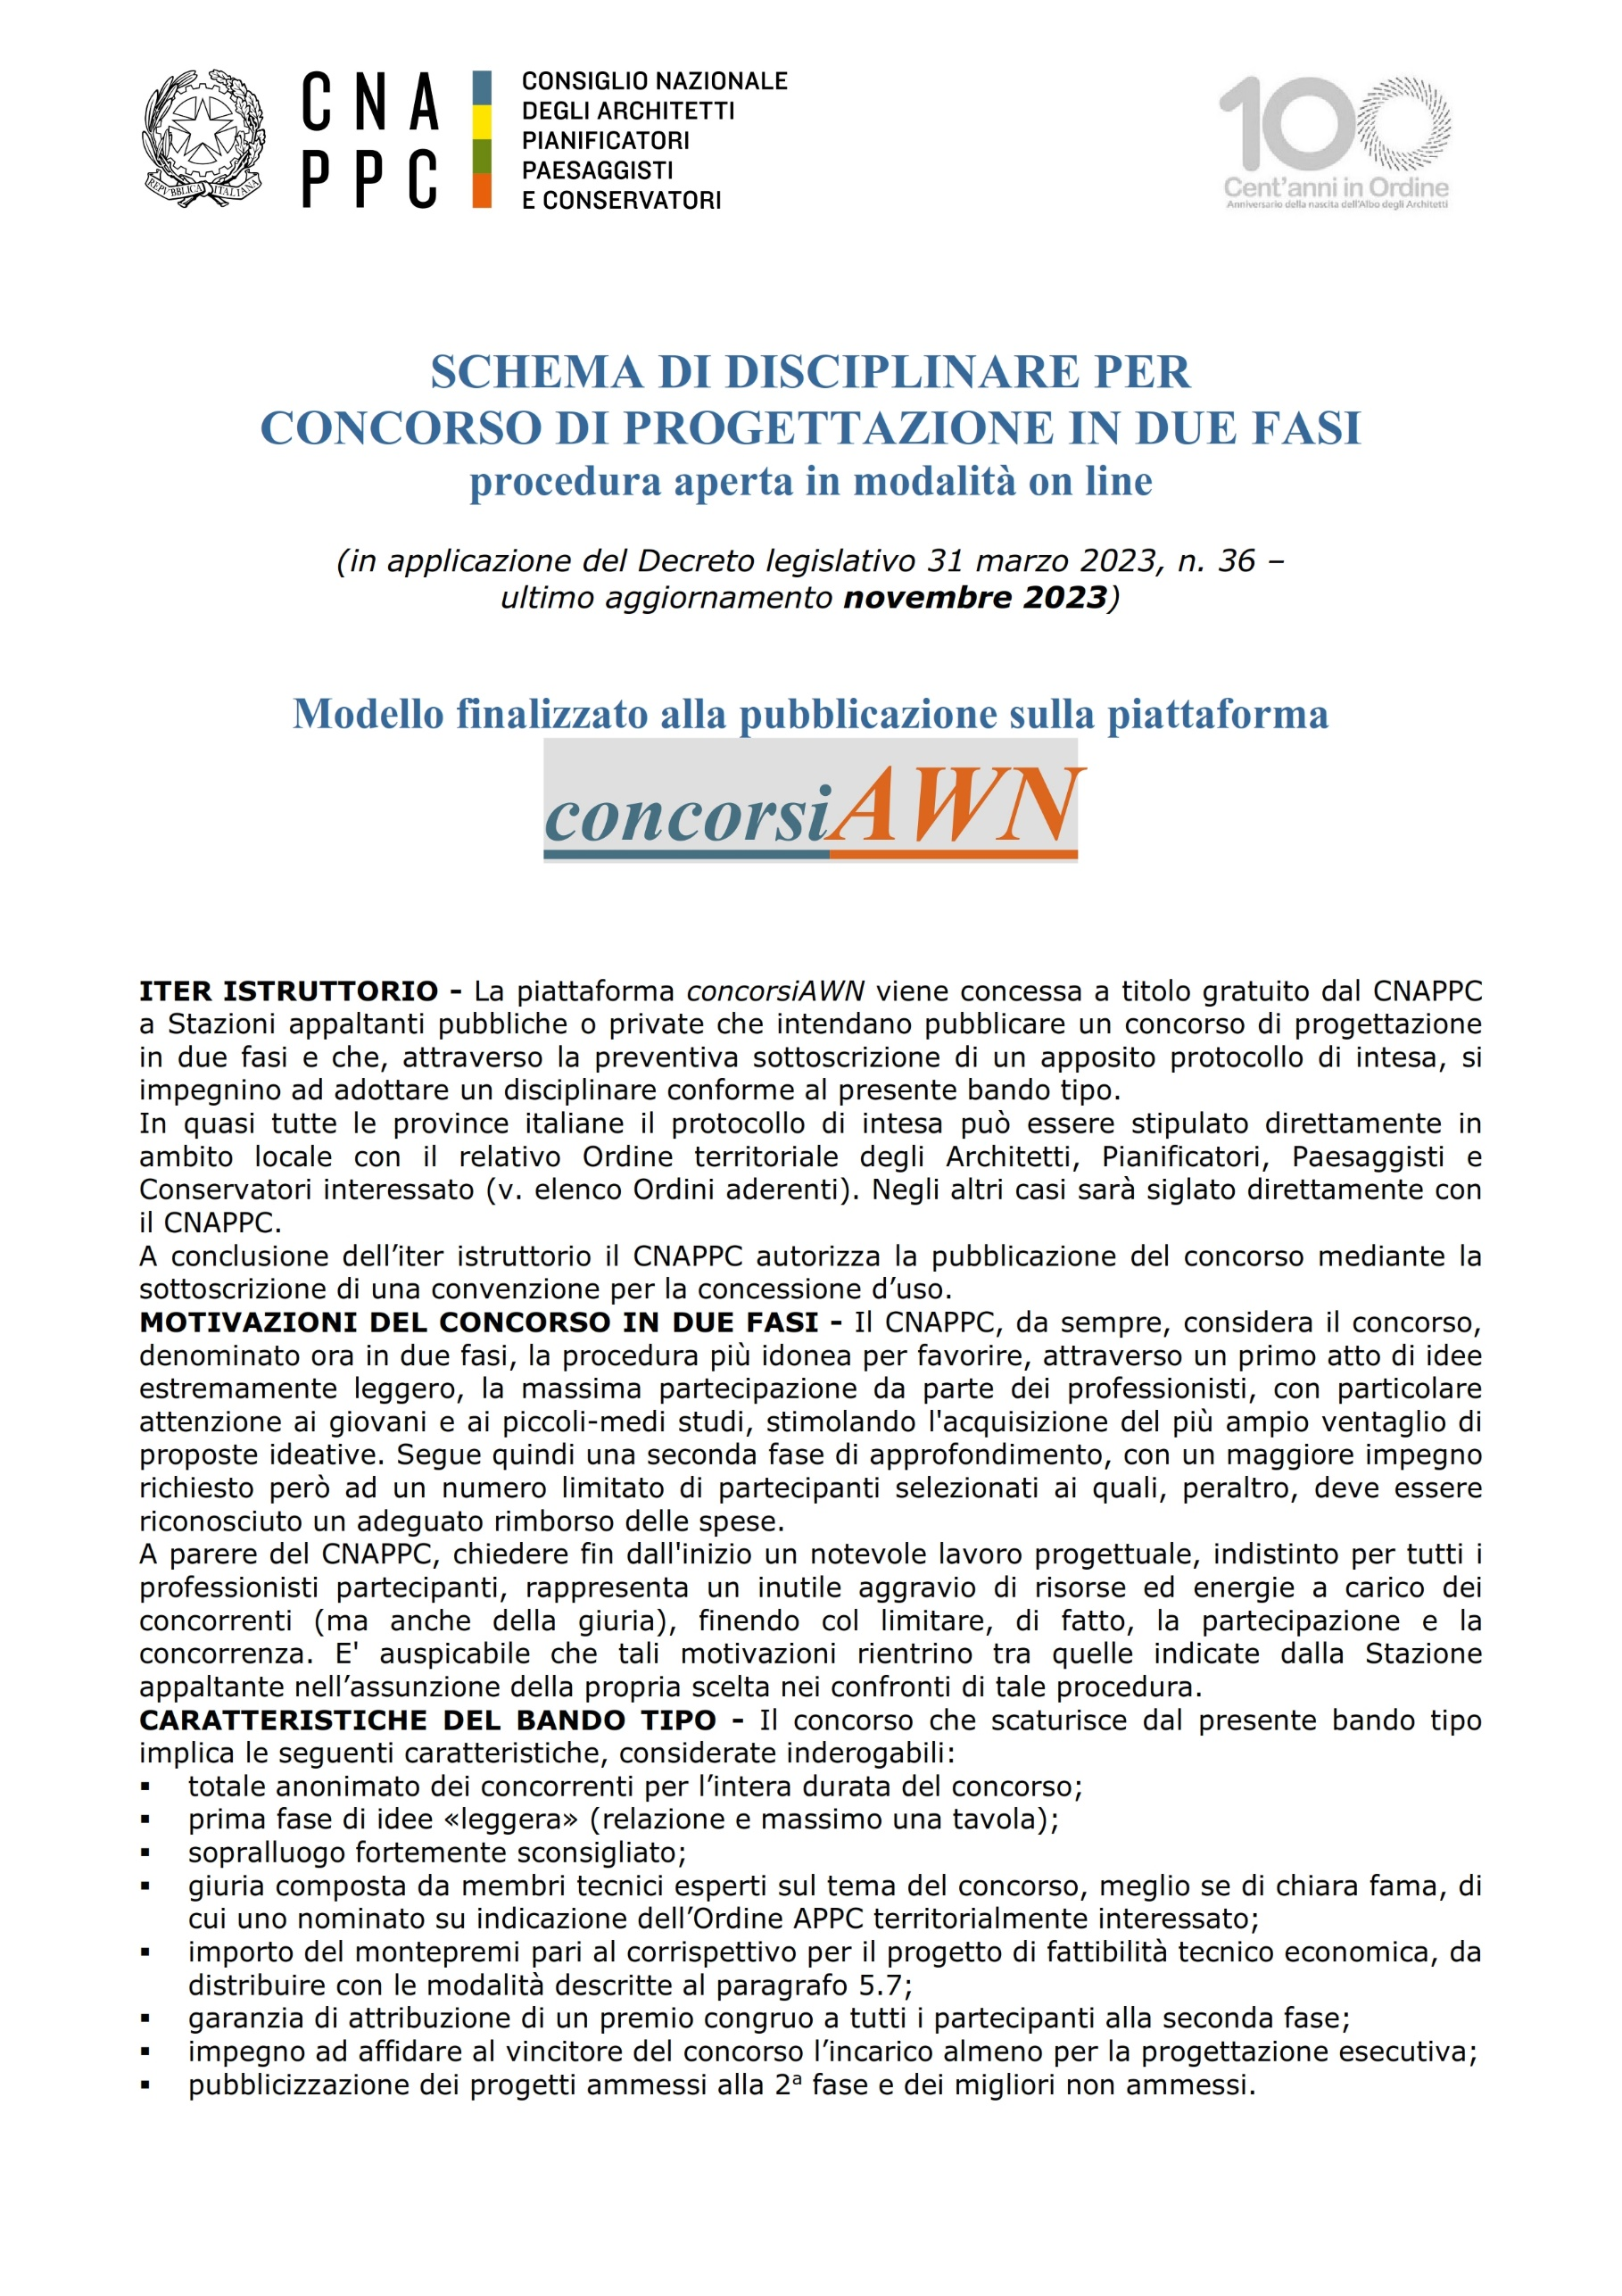 CNA
PPC
CONSIGLIO NAZIONALE
DEGLI ARCHITETTI
PIANIFICATORI
PAESAGGISTI
E CONSERVATORI
REPVBBLICA ITALIANA
100
Cent'anni in Ordine
Anniversario della nascita dell'Albo degli Architetti
SCHEMA DI DISCIPLINARE PER
CONCORSO DI PROGETTAZIONE IN DUE FASI
procedura aperta in modalità on line
(in applicazione del Decreto legislativo 31 marzo 2023, n. 36 –
ultimo aggiornamento novembre 2023)
Modello finalizzato alla pubblicazione sulla piattaforma
concorsiAWN
ITER ISTRUTTORIO - La piattaforma concorsiAWN viene concessa a titolo gratuito dal CNAPPC
a Stazioni appaltanti pubbliche o private che intendano pubblicare un concorso di progettazione
in due fasi e che, attraverso la preventiva sottoscrizione di un apposito protocollo di intesa, si
impegnino ad adottare un disciplinare conforme al presente bando tipo.
In quasi tutte le province italiane il protocollo di intesa può essere stipulato direttamente in
ambito locale con il relativo Ordine territoriale degli Architetti, Pianificatori, Paesaggisti e
Conservatori interessato (v. elenco Ordini aderenti). Negli altri casi sarà siglato direttamente con
il CNAPPC.
A conclusione dell’iter istruttorio il CNAPPC autorizza la pubblicazione del concorso mediante la
sottoscrizione di una convenzione per la concessione d’uso.
MOTIVAZIONI DEL CONCORSO IN DUE FASI - Il CNAPPC, da sempre, considera il concorso,
denominato ora in due fasi, la procedura più idonea per favorire, attraverso un primo atto di idee
estremamente leggero, la massima partecipazione da parte dei professionisti, con particolare
attenzione ai giovani e ai piccoli-medi studi, stimolando l'acquisizione del più ampio ventaglio di
proposte ideative. Segue quindi una seconda fase di approfondimento, con un maggiore impegno
richiesto però ad un numero limitato di partecipanti selezionati ai quali, peraltro, deve essere
riconosciuto un adeguato rimborso delle spese.
A parere del CNAPPC, chiedere fin dall'inizio un notevole lavoro progettuale, indistinto per tutti i
professionisti partecipanti, rappresenta un inutile aggravio di risorse ed energie a carico dei
concorrenti (ma anche della giuria), finendo col limitare, di fatto, la partecipazione e la
concorrenza. E' auspicabile che tali motivazioni rientrino tra quelle indicate dalla Stazione
appaltante nell’assunzione della propria scelta nei confronti di tale procedura.
CARATTERISTICHE DEL BANDO TIPO - Il concorso che scaturisce dal presente bando tipo
implica le seguenti caratteristiche, considerate inderogabili:
▪ totale anonimato dei concorrenti per l’intera durata del concorso;
▪ prima fase di idee «leggera» (relazione e massimo una tavola);
▪ sopralluogo fortemente sconsigliato;
▪ giuria composta da membri tecnici esperti sul tema del concorso, meglio se di chiara fama, di
cui uno nominato su indicazione dell’Ordine APPC territorialmente interessato;
▪ importo del montepremi pari al corrispettivo per il progetto di fattibilità tecnico economica, da
distribuire con le modalità descritte al paragrafo 5.7;
▪ garanzia di attribuzione di un premio congruo a tutti i partecipanti alla seconda fase;
▪ impegno ad affidare al vincitore del concorso l’incarico almeno per la progettazione esecutiva;
▪ pubblicizzazione dei progetti ammessi alla 2ª fase e dei migliori non ammessi.